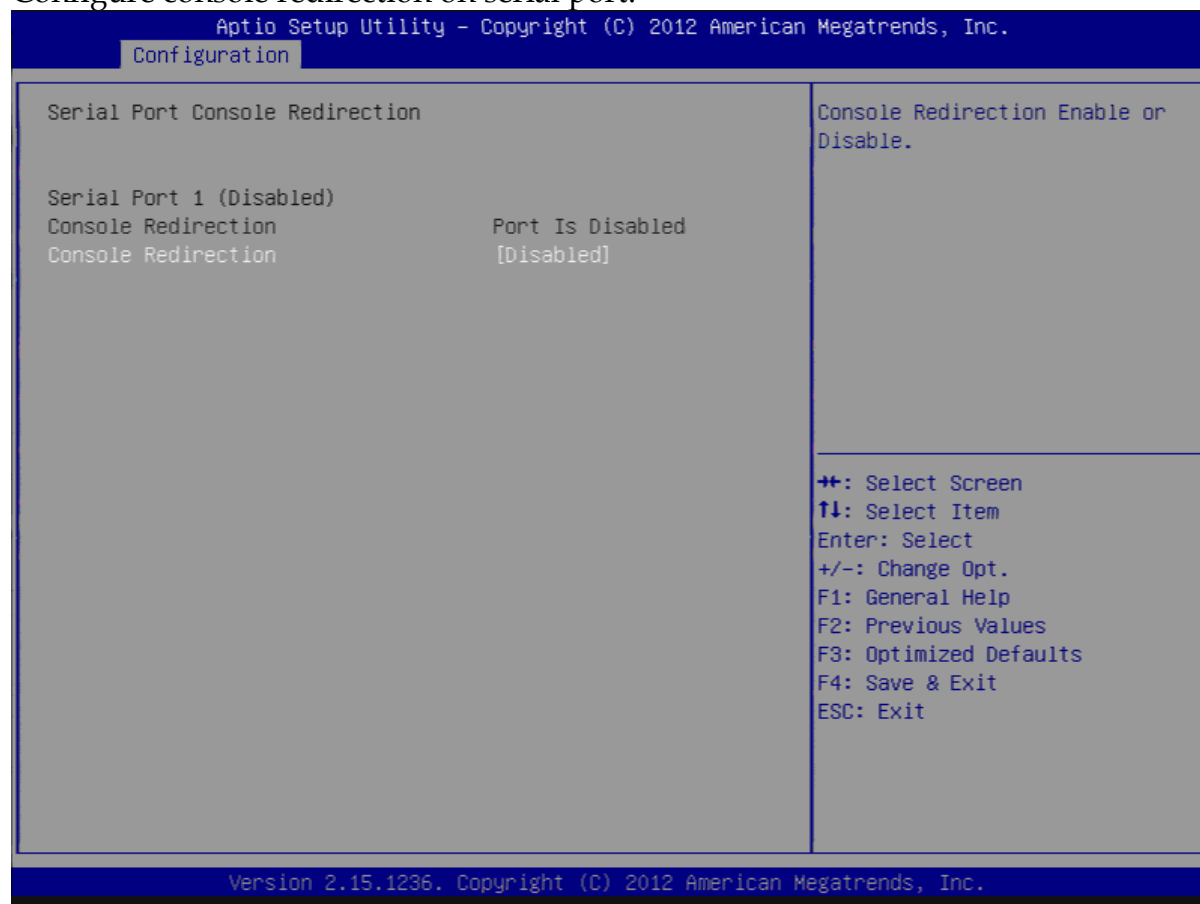 Configure console redirection on serial port.
Aptio Setup Utility – Copyright (C) 2012 American Megatrends, Inc.
Configuration
Serial Port Console Redirection
Serial Port 1 (Disabled)
Console Redirection Port Is Disabled
Console Redirection [Disabled]
Console Redirection Enable or
Disable.
→←: Select Screen
↑↓: Select Item
Enter: Select
+/-: Change Opt.
F1: General Help
F2: Previous Values
F3: Optimized Defaults
F4: Save & Exit
ESC: Exit
Version 2.15.1236. Copyright (C) 2012 American Megatrends, Inc.